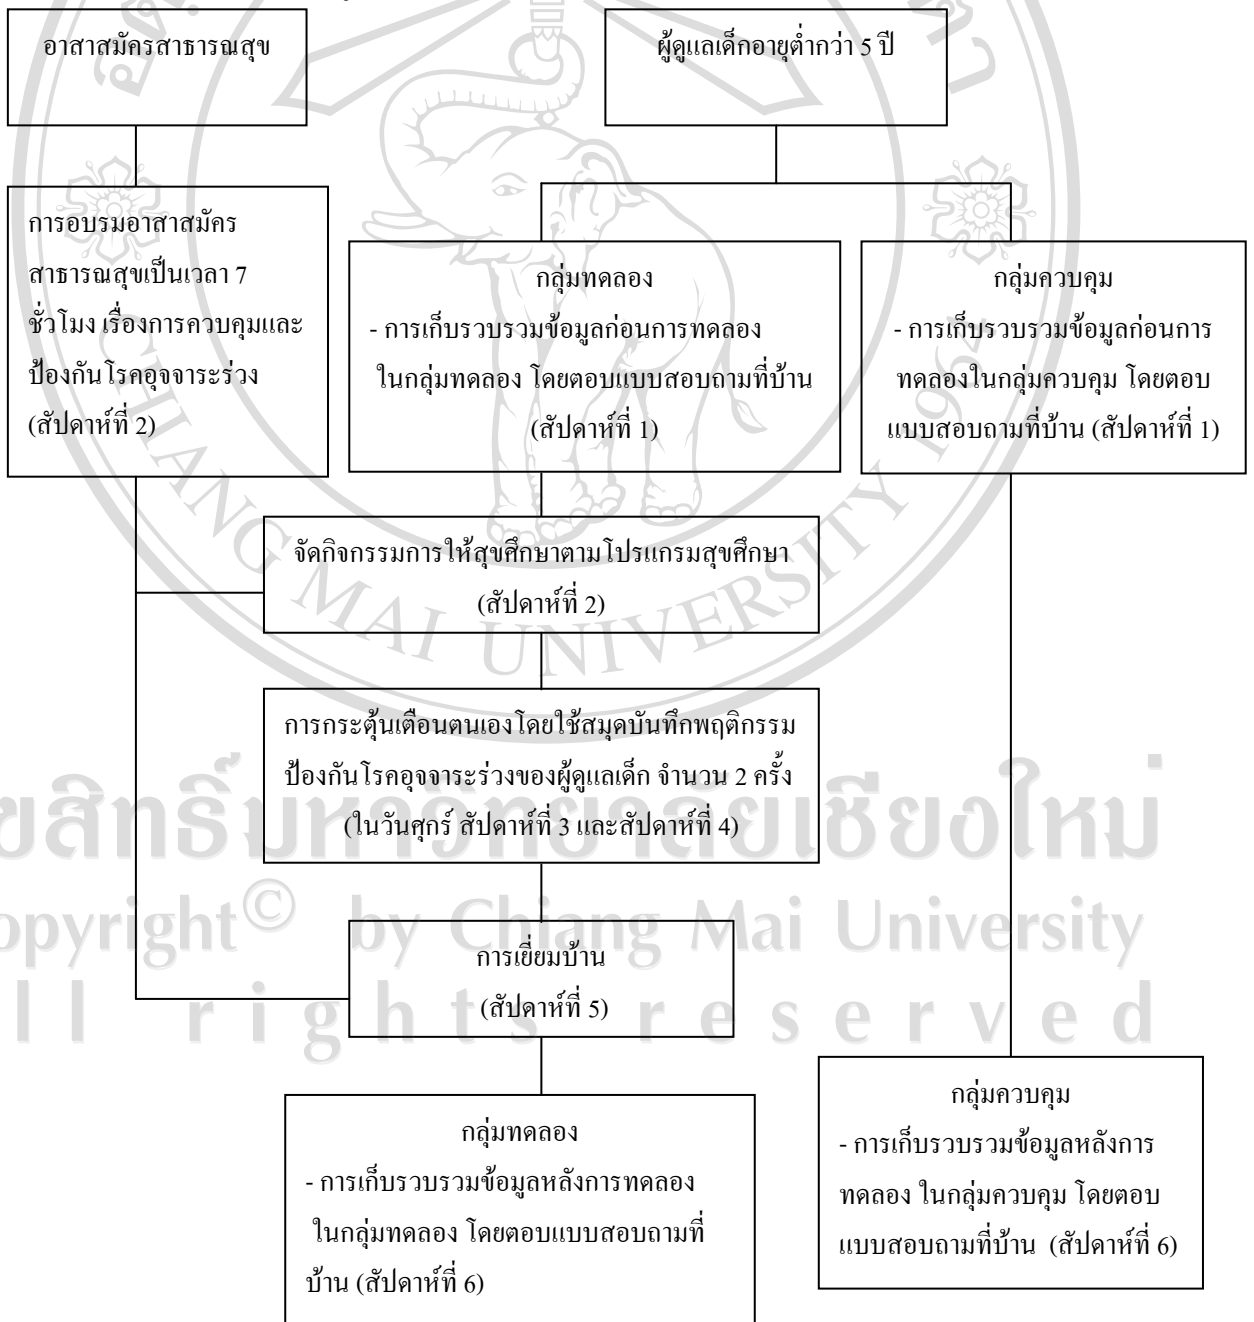 อาสาสมัครสาธารณสุข
ผู้ดูแลเด็กอายุต่ำกว่า 5 ปี
การอบรมอาสาสมัคร
สาธารณสุขเป็นเวลา 7
ชั่วโมง เรื่องการควบคุมและ
ป้องกันโรคอุจจาระร่วง
(สัปดาห์ที่ 2)
กลุ่มทดลอง
- การเก็บรวบรวมข้อมูลก่อนการทดลอง
ในกลุ่มทดลอง โดยตอบแบบสอบถามที่บ้าน
(สัปดาห์ที่ 1)
กลุ่มควบคุม
- การเก็บรวบรวมข้อมูลก่อนการ
ทดลองในกลุ่มควบคุม โดยตอบ
แบบสอบถามที่บ้าน (สัปดาห์ที่ 1)
จัดกิจกรรมการให้สุขศึกษาตามโปรแกรมสุขศึกษา
(สัปดาห์ที่ 2)
การกระตุ้นเตือนตนเองโดยใช้สมุดบันทึกพฤติกรรม
ป้องกันโรคอุจจาระร่วงของผู้ดูแลเด็ก จำนวน 2 ครั้ง
(ในวันศุกร์ สัปดาห์ที่ 3 และสัปดาห์ที่ 4)
การเยี่ยมบ้าน
(สัปดาห์ที่ 5)
กลุ่มทดลอง
- การเก็บรวบรวมข้อมูลหลังการทดลอง
ในกลุ่มทดลอง โดยตอบแบบสอบถามที่
บ้าน (สัปดาห์ที่ 6)
กลุ่มควบคุม
- การเก็บรวบรวมข้อมูลหลังการ
ทดลอง ในกลุ่มควบคุม โดยตอบ
แบบสอบถามที่บ้าน (สัปดาห์ที่ 6)
CHIANG MAI UNIVERSITY 1964
มหาวิทยาลัยเชียงใหม่
by Chiang Mai University
rights reserved